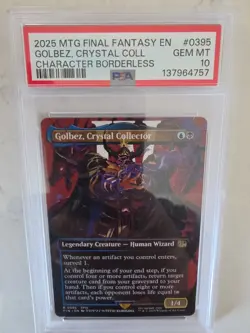 2025 MTG FINAL FANTASY EN #0395
GOLBEZ, CRYSTAL COLL GEM MT
CHARACTER BORDERLESS 10
PSA 137964757
Golbez, Crystal Collector
Legendary Creature — Human Wizard
Whenever an artifact you control enters,
surveil 1.
At the beginning of your end step, if you
control four or more artifacts, return target
creature card from your graveyard to your
hand. Then if you control eight or more
artifacts, each opponent loses life equal to
that card's power.
1/4